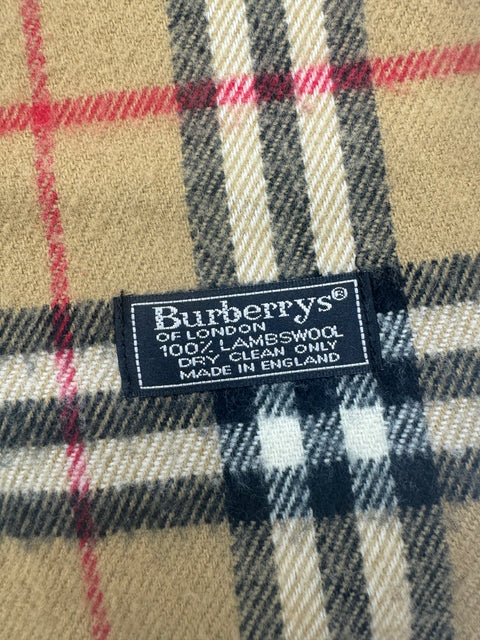 Burberrys®
OF LONDON
100% LAMBSWOOL
DRY CLEAN ONLY
MADE IN ENGLAND